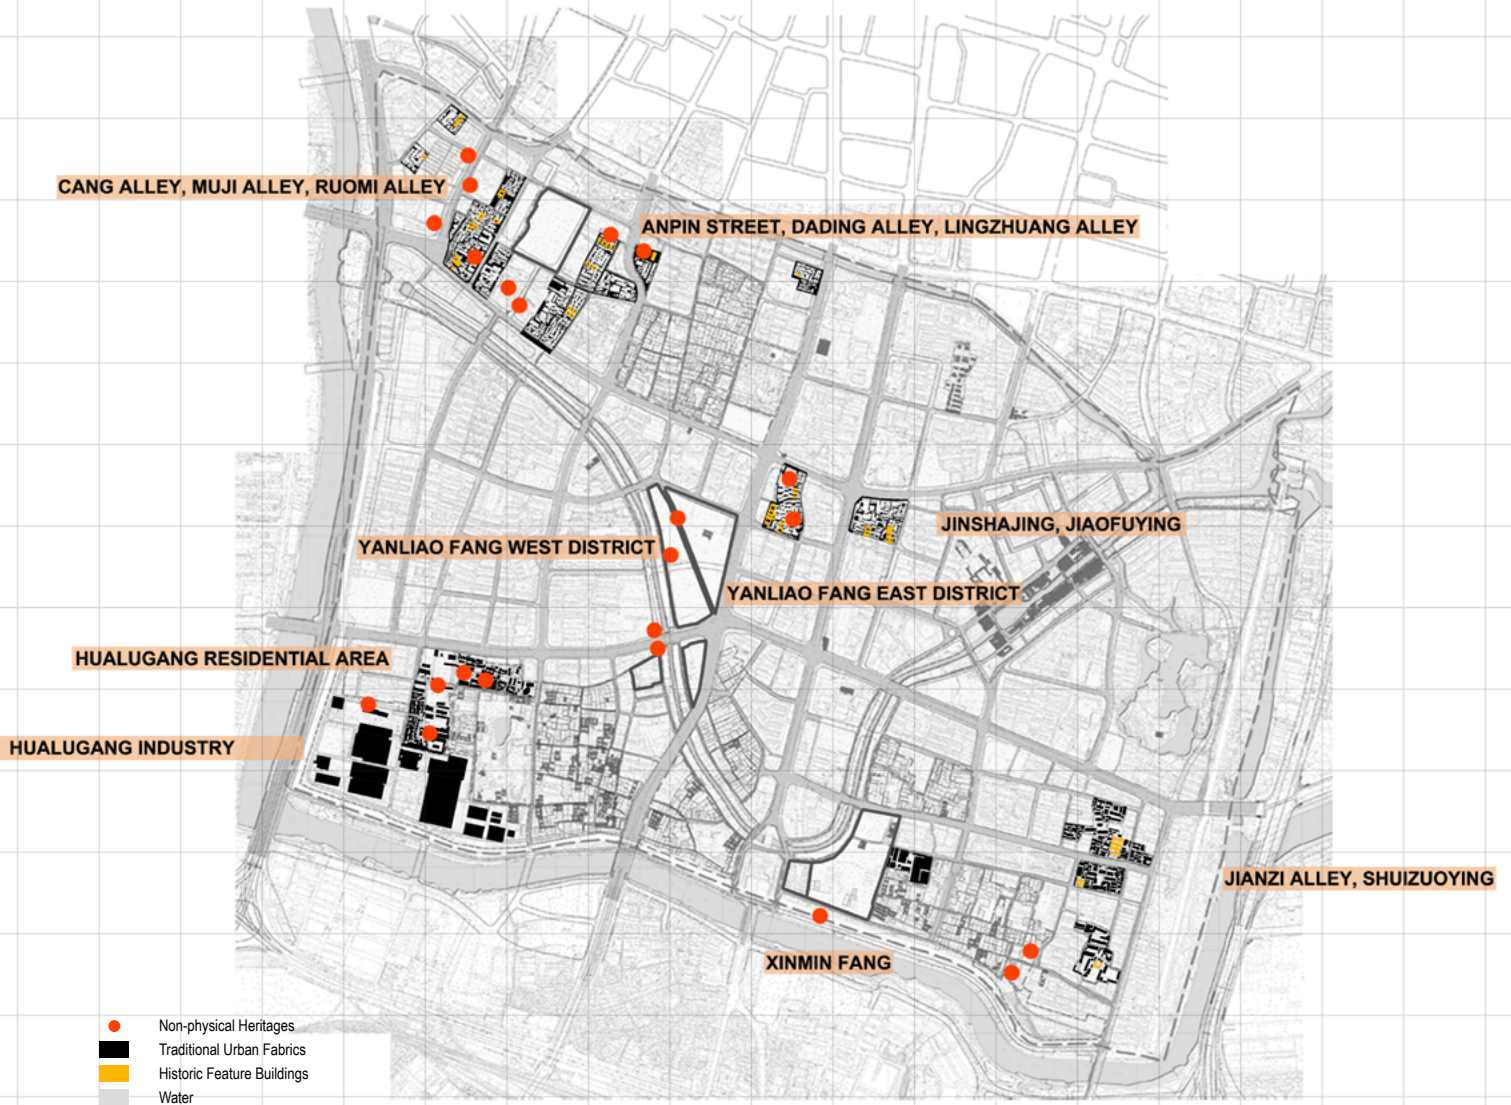 CANG ALLEY, MUJI ALLEY, RUOMI ALLEY
ANPIN STREET, DADING ALLEY, LINGZHUANG ALLEY
JINSHAJING, JIAOFUYING
YANLIAO FANG WEST DISTRICT
YANLIAO FANG EAST DISTRICT
HUALUGANG RESIDENTIAL AREA
HUALUGANG INDUSTRY
JIANZI ALLEY, SHUIZUOYING
XINMIN FANG
Non-physical Heritages
Traditional Urban Fabrics
Historic Feature Buildings
Water